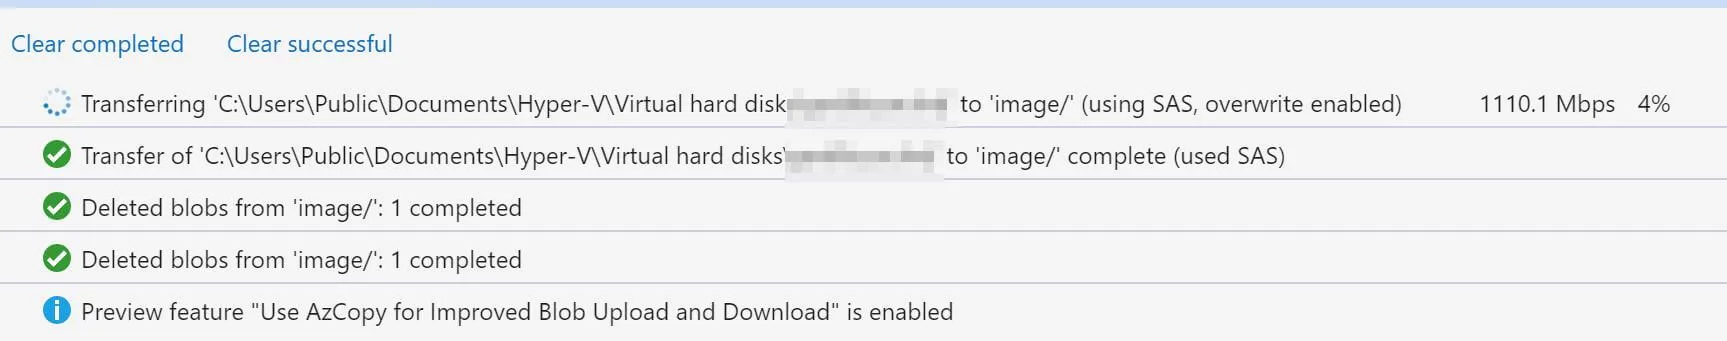 Clear completed Clear successful
Transferring 'C:\Users\Public\Documents\Hyper-V\Virtual hard disk to 'image/' (using SAS, overwrite enabled) 1110.1 Mbps 4%
Transfer of 'C:\Users\Public\Documents\Hyper-V\Virtual hard disks\ to 'image/' complete (used SAS)
Deleted blobs from 'image/': 1 completed
Deleted blobs from 'image/': 1 completed
Preview feature "Use AzCopy for Improved Blob Upload and Download" is enabled